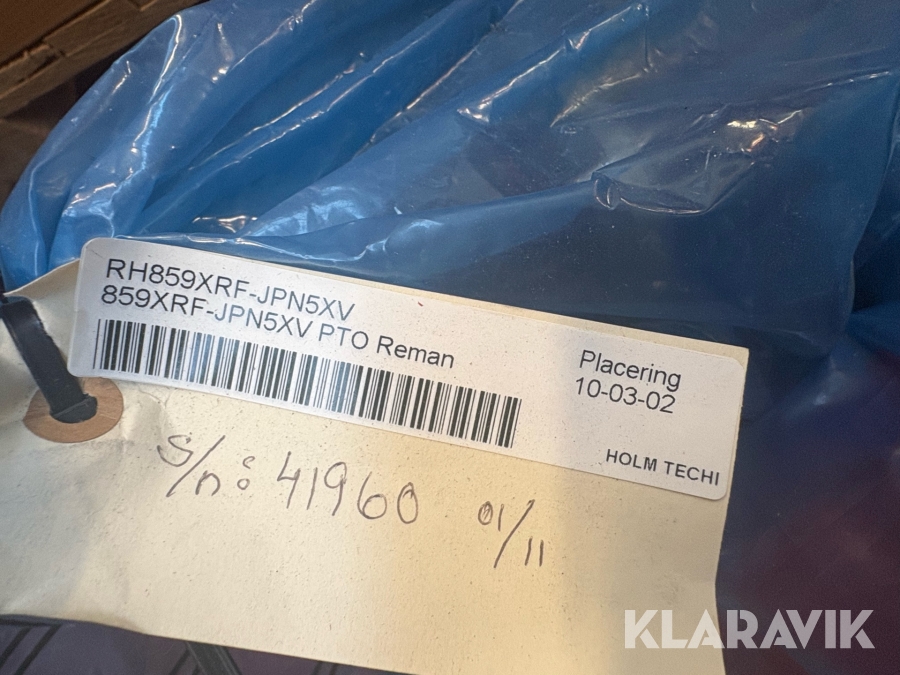 RH859XRF-JPN5XV
859XRF-JPN5XV PTO Reman
Placering
10-03-02
HOLM TECHI
S/n: 41960 01/11
KLARAVIK